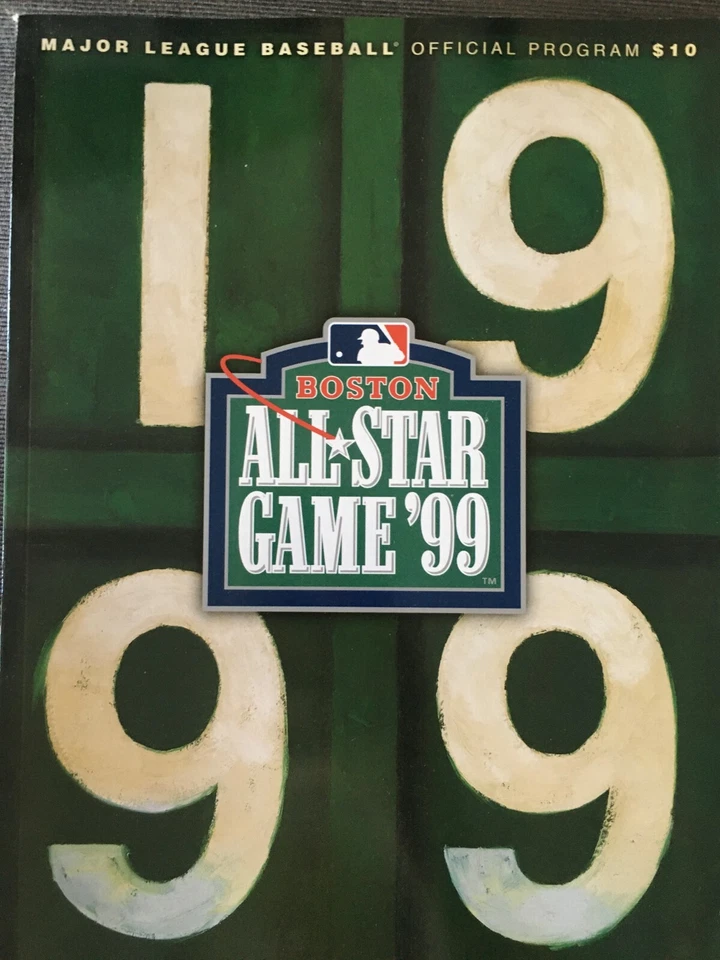 MAJOR LEAGUE BASEBALL® OFFICIAL PROGRAM $10
1 9
BOSTON
ALL★STAR
GAME '99
TM
9 9